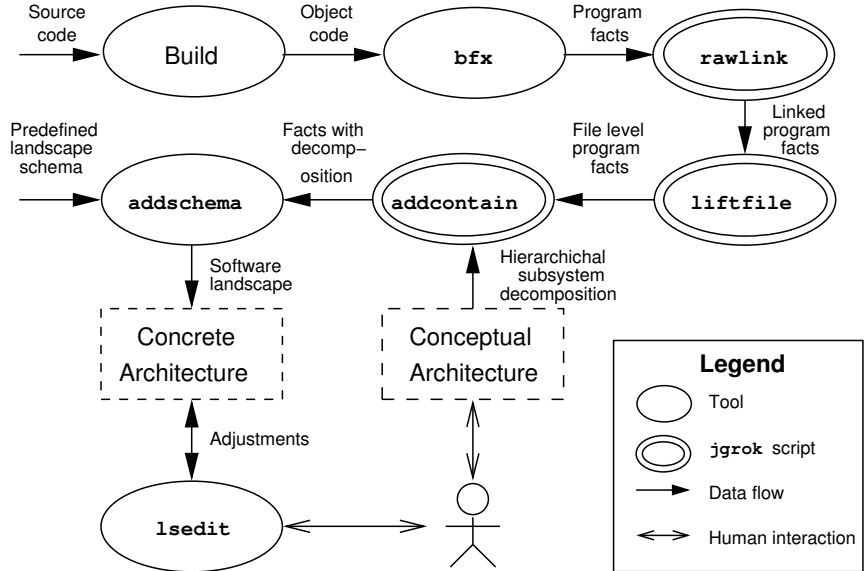 Source
code
Object
code
Program
facts
Build
bfx
rawlink
Linked
program
facts
File level
program
facts
Facts with
decomp–
osition
Predefined
landscape
schema
addschema
addcontain
liftfile
Software
landscape
Hierarchichal
subsystem
decomposition
Concrete
Architecture
Conceptual
Architecture
Adjustments
lsedit
Legend
Tool
jgrok script
Data flow
Human interaction